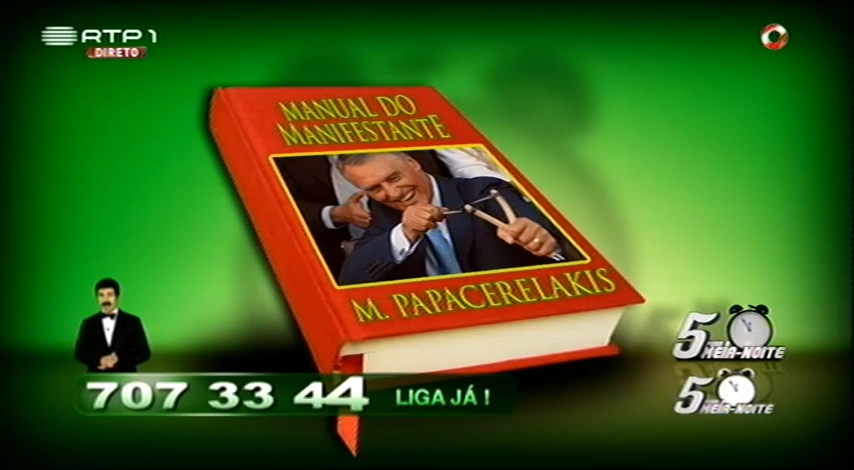 RTP 1
DIRETO
MANUAL DO
MANIFESTANTE
M. PAPACERELAKIS
5
MEIA-NOITE
5
MEIA-NOITE
707 33 44
LIGA JÁ !